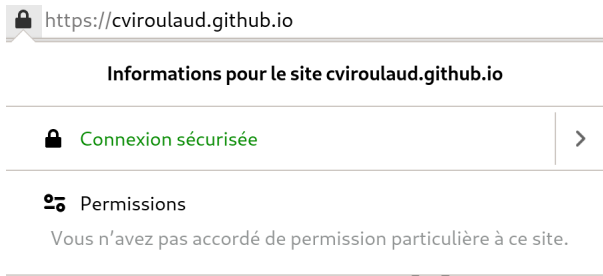 https://cviroulaud.github.io
Informations pour le site cviroulaud.github.io
Connexion sécurisée
Permissions
Vous n’avez pas accordé de permission particulière à ce site.